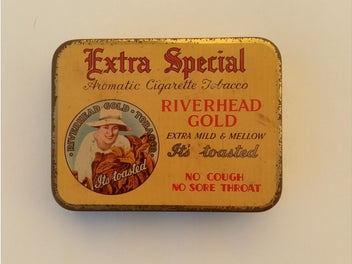 Extra Special
Aromatic Cigarette Tobacco
RIVERHEAD
GOLD
EXTRA MILD & MELLOW
It's toasted
NO COUGH
NO SORE THROAT
· RIVERHEAD · GOLD · TOBACCO ·
It's toasted